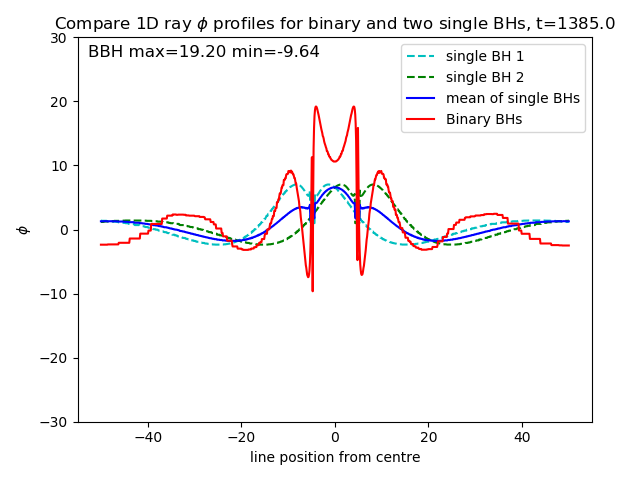 Compare 1D ray ϕ profiles for binary and two single BHs, t=1385.0
BBH max=19.20 min=-9.64
single BH 1
single BH 2
mean of single BHs
Binary BHs
30
20
10
0
−10
−20
−30
ϕ
−40
−20
0
20
40
line position from centre